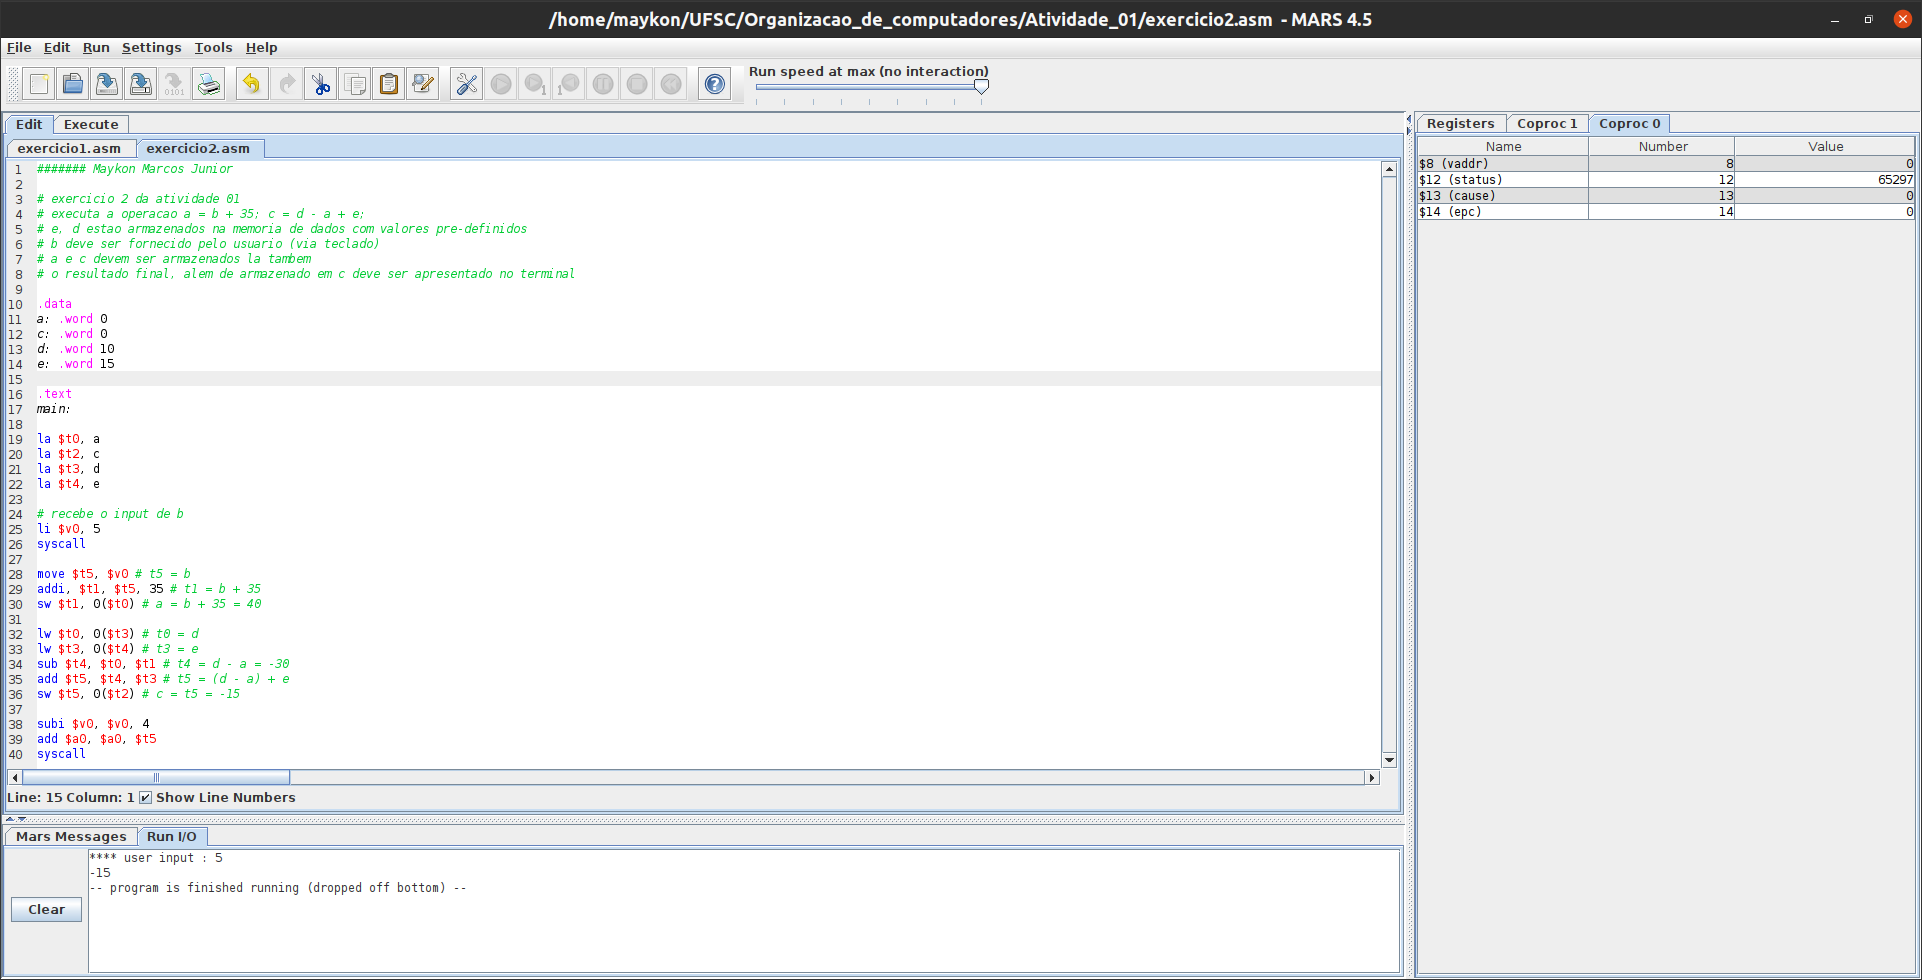 /home/maykon/UFSC/Organizacao_de_computadores/Atividade_01/exercicio2.asm - MARS 4.5
File Edit Run Settings Tools Help
Run speed at max (no interaction)
Edit Execute
exercicio1.asm exercicio2.asm
1 ####### Maykon Marcos Junior
2
3 # exercicio 2 da atividade 01
4 # executa a operacao a = b + 35; c = d - a + e;
5 # e, d estao armazenados na memoria de dados com valores pre-definidos
6 # b deve ser fornecido pelo usuario (via teclado)
7 # a e c devem ser armazenados la tambem
8 # o resultado final, alem de armazenado em c deve ser apresentado no terminal
9
10 .data
11 a: .word 0
12 c: .word 0
13 d: .word 10
14 e: .word 15
15
16 .text
17 main:
18
19 la $t0, a
20 la $t2, c
21 la $t3, d
22 la $t4, e
23
24 # recebe o input de b
25 li $v0, 5
26 syscall
27
28 move $t5, $v0 # t5 = b
29 addi, $t1, $t5, 35 # t1 = b + 35
30 sw $t1, 0($t0) # a = b + 35 = 40
31
32 lw $t0, 0($t3) # t0 = d
33 lw $t3, 0($t4) # t3 = e
34 sub $t4, $t0, $t1 # t4 = d - a = -30
35 add $t5, $t4, $t3 # t5 = (d - a) + e
36 sw $t5, 0($t2) # c = t5 = -15
37
38 subi $v0, $v0, 4
39 add $a0, $a0, $t5
40 syscall
Line: 15 Column: 1 Show Line Numbers
Mars Messages Run I/O
Clear
**** user input : 5
-15
-- program is finished running (dropped off bottom) --
Registers Coproc 1 Coproc 0
Name Number Value
$8 (vaddr) 8 0
$12 (status) 12 65297
$13 (cause) 13 0
$14 (epc) 14 0